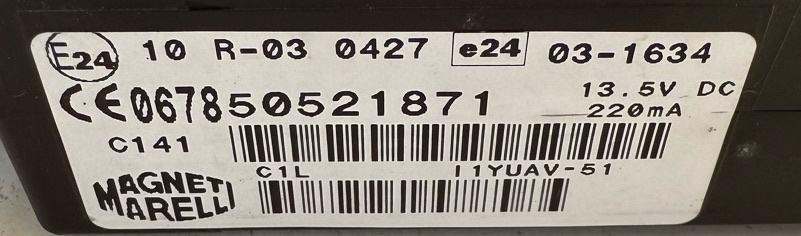 E24 10 R-03 0427 e24 03-1634
CE0678 50521871 13.5V DC
220mA
C141
C1L I1YUAV-51
MAGNETI
MARELLI